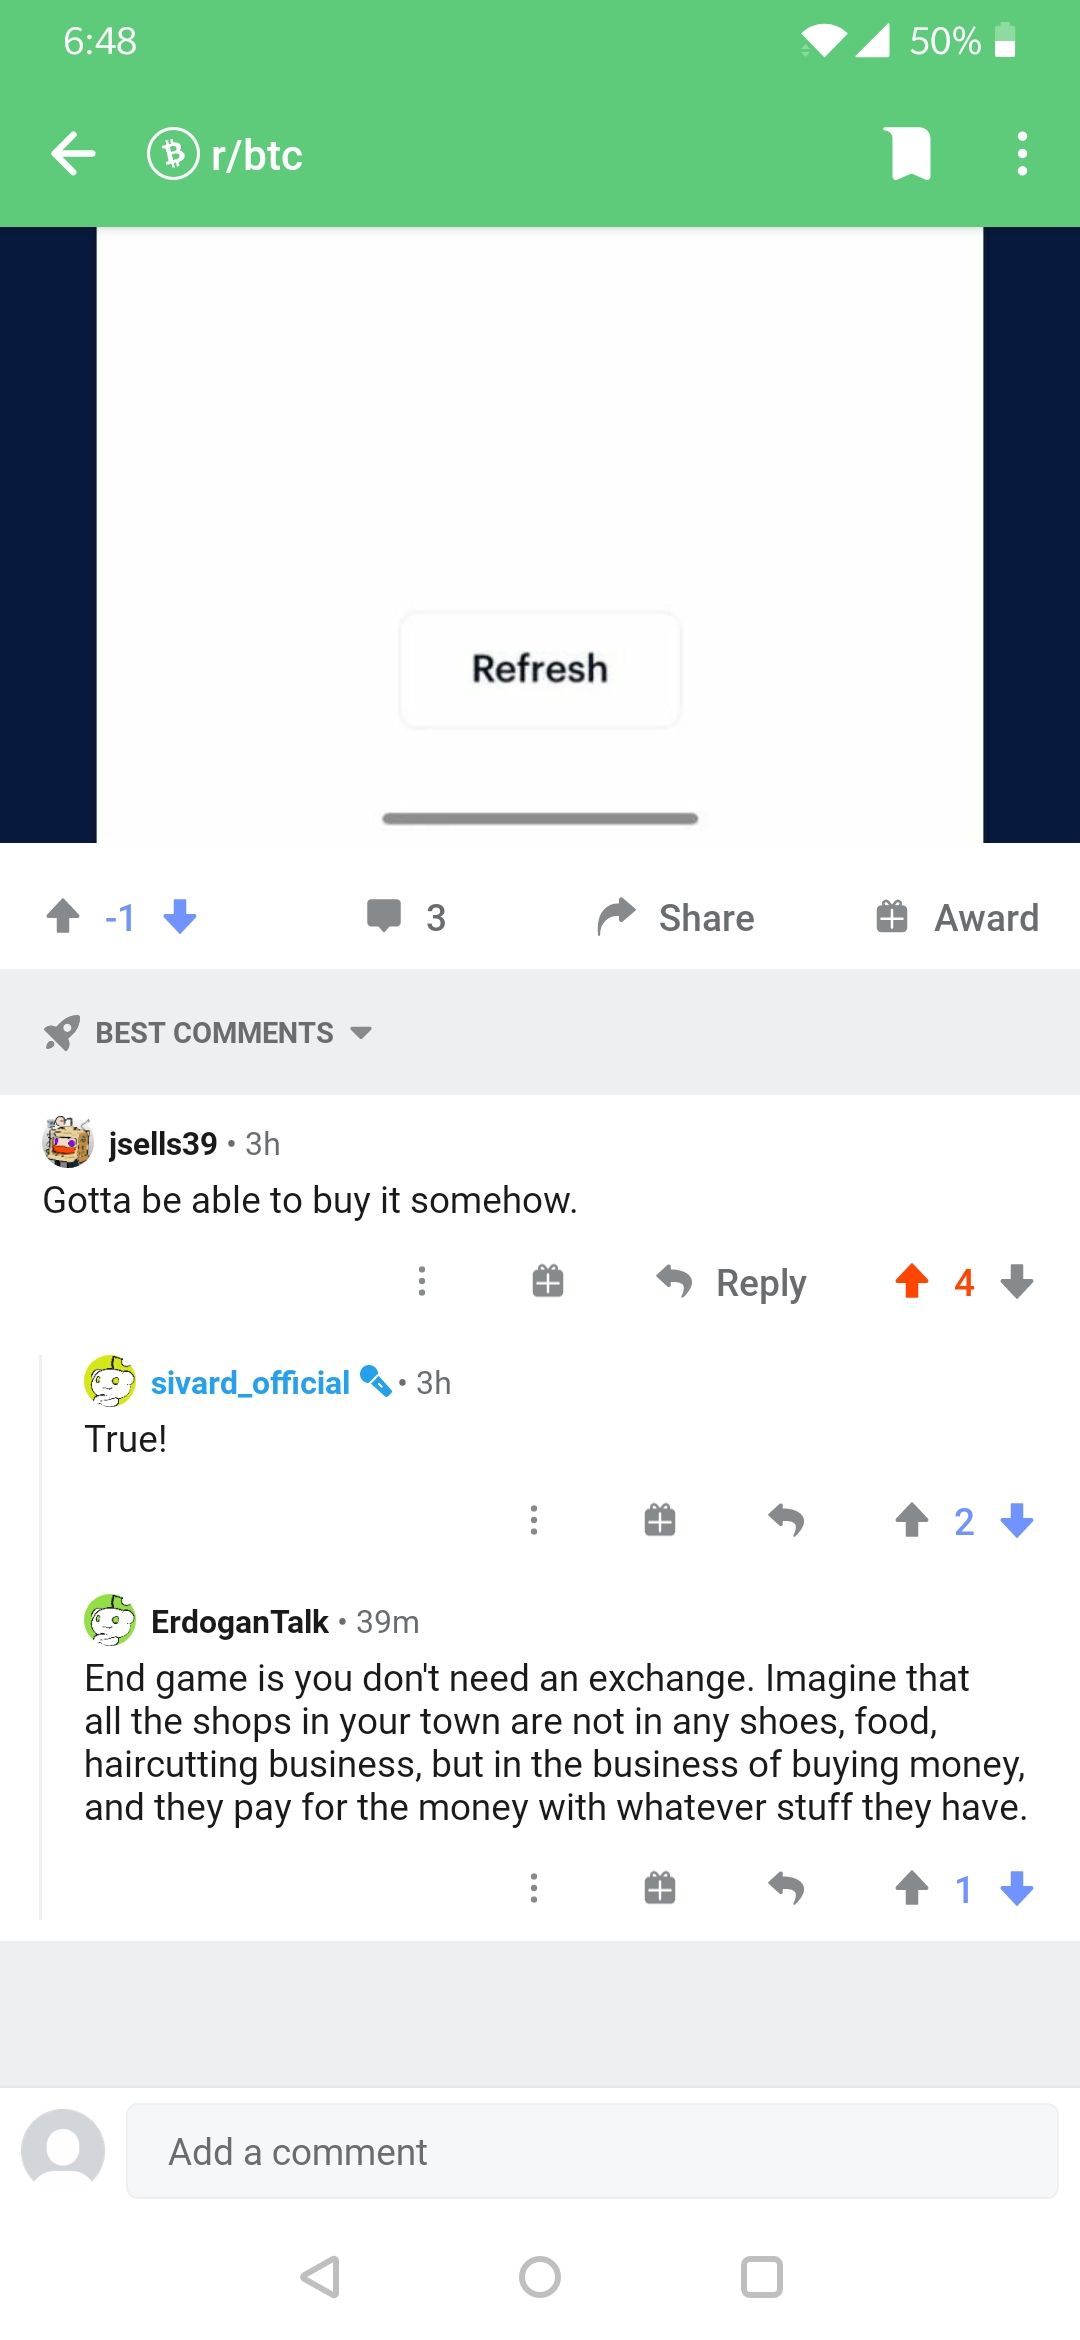 6:48
50%
r/btc
Refresh
-1
3
Share
Award
BEST COMMENTS
jsells39 • 3h
Gotta be able to buy it somehow.
Reply
4
sivard_official • 3h
True!
2
ErdoganTalk • 39m
End game is you don't need an exchange. Imagine that
all the shops in your town are not in any shoes, food,
haircutting business, but in the business of buying money,
and they pay for the money with whatever stuff they have.
1
Add a comment